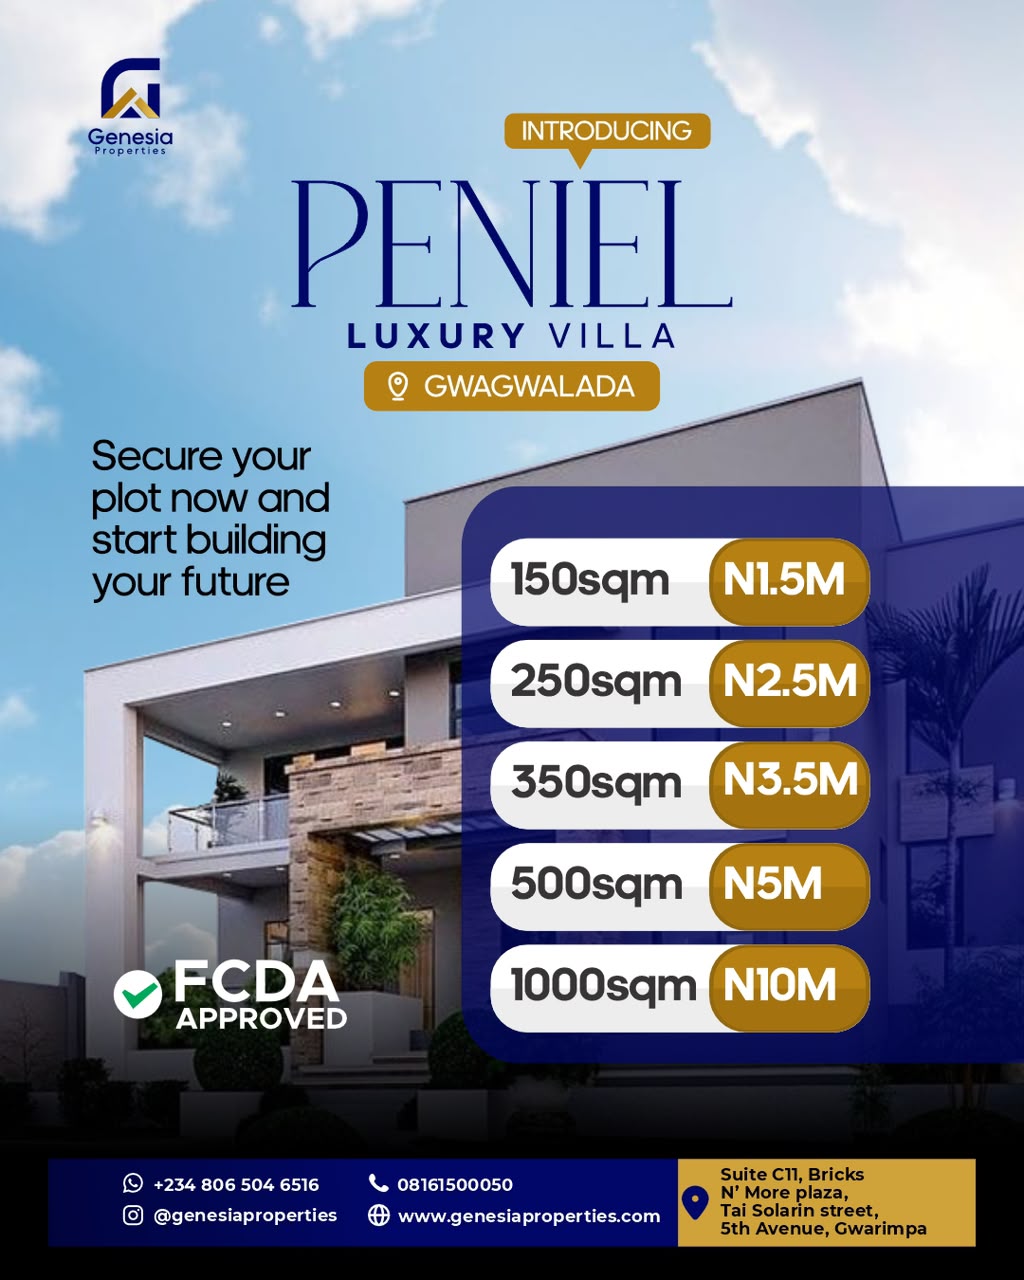 Genesia
Properties
INTRODUCING
PENIEL
LUXURY VILLA
GWAGWALADA
Secure your
plot now and
start building
your future
150sqm N1.5M
250sqm N2.5M
350sqm N3.5M
500sqm N5M
1000sqm N10M
FCDA
APPROVED
+234 806 504 6516
@genesiaproperties
08161500050
www.genesiaproperties.com
Suite C11, Bricks
N' More plaza,
Tai Solarin street,
5th Avenue, Gwarimpa